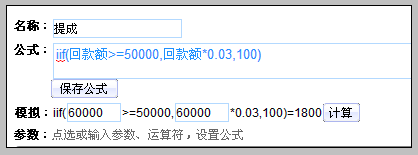 名称：提成
公式：iif(回款额>=50000,回款额*0.03,100)
保存公式
模拟：iif(60000>=50000,60000*0.03,100)=1800 计算
参数：点选或输入参数、运算符，设置公式